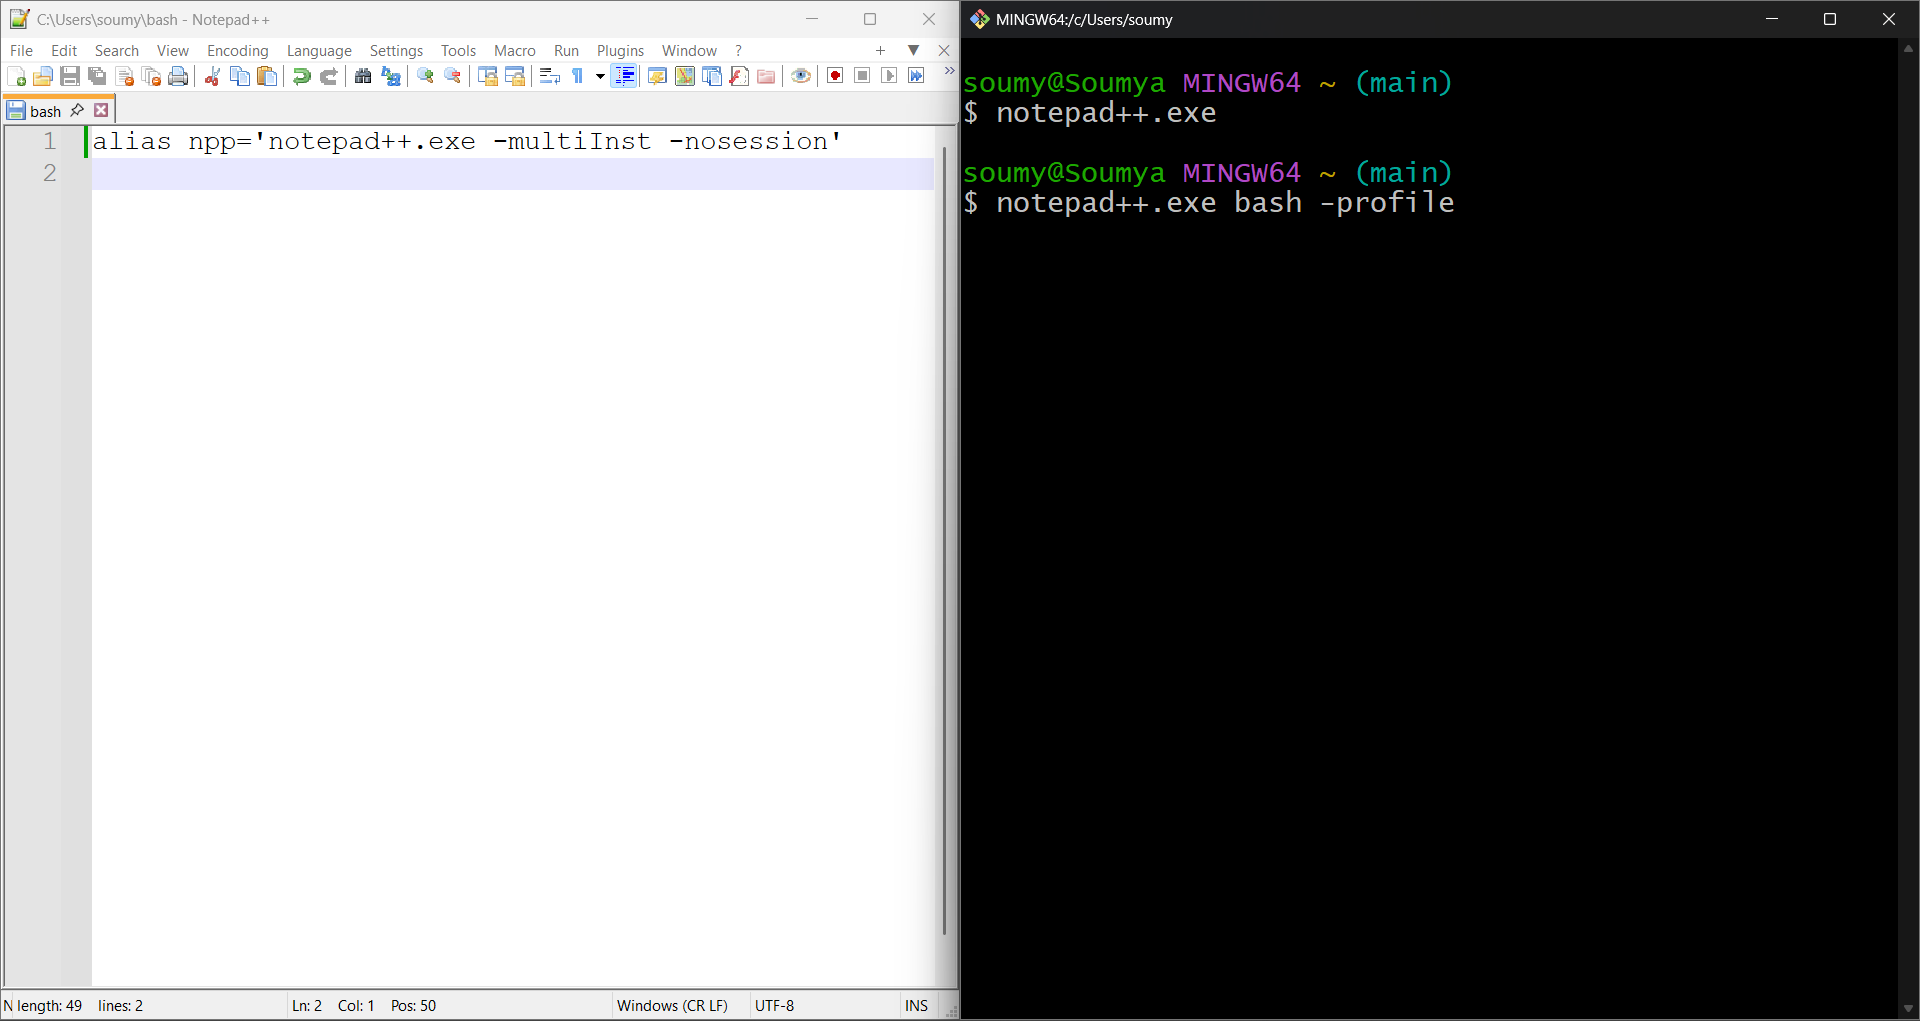 C:\Users\soumy\bash - Notepad++
File Edit Search View Encoding Language Settings Tools Macro Run Plugins Window ?
bash
1 alias npp='notepad++.exe -multiInst -nosession'
2
N length: 49 lines: 2 Ln: 2 Col: 1 Pos: 50 Windows (CR LF) UTF-8 INS
MINGW64:/c/Users/soumy
soumy@Soumya MINGW64 ~ (main)
$ notepad++.exe
soumy@Soumya MINGW64 ~ (main)
$ notepad++.exe bash -profile